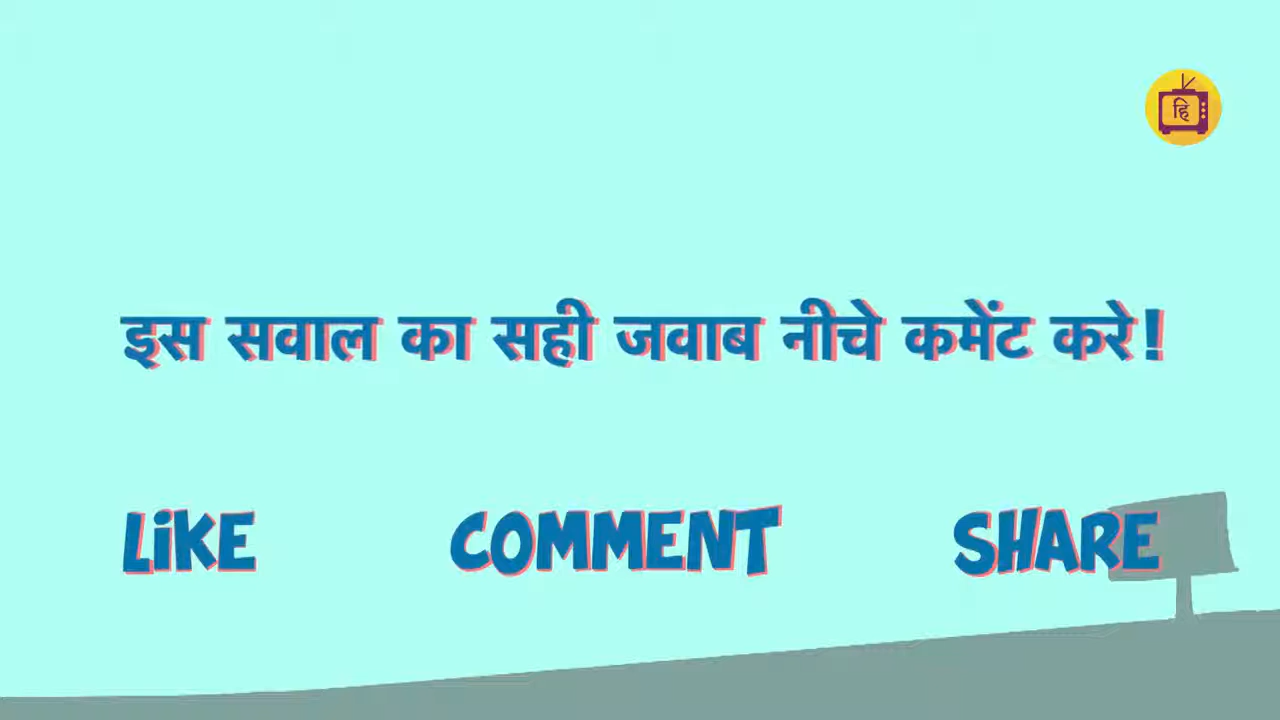 हि
इस सवाल का सही जवाब नीचे कमेंट करे!
LiKE COMMENT SHARE